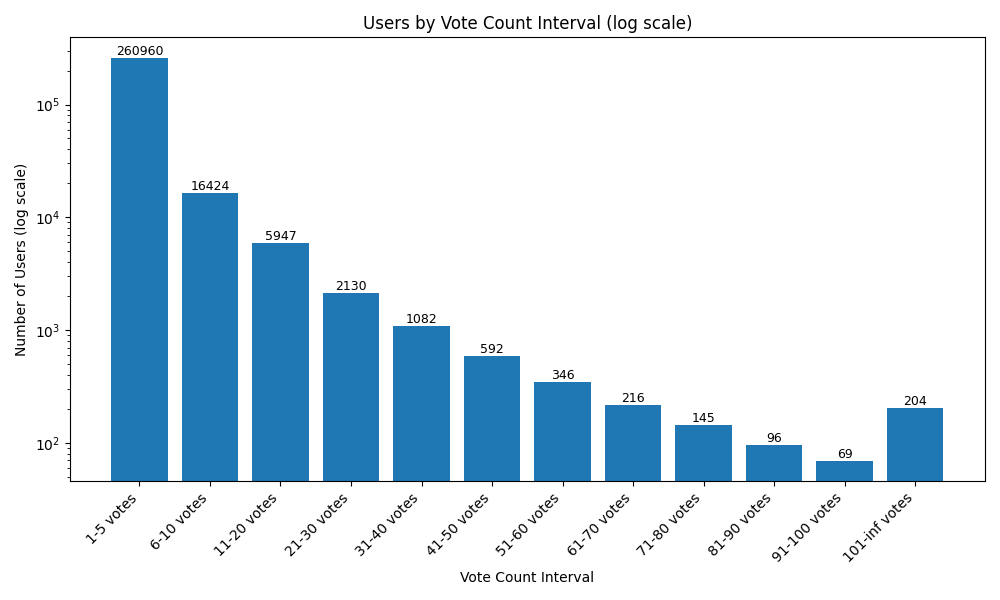 Users by Vote Count Interval (log scale)
260960
16424
5947
2130
1082
592
346
216
145
96
69
204
10^5
10^4
10^3
10^2
Number of Users (log scale)
1-5 votes
6-10 votes
11-20 votes
21-30 votes
31-40 votes
41-50 votes
51-60 votes
61-70 votes
71-80 votes
81-90 votes
91-100 votes
101-inf votes
Vote Count Interval